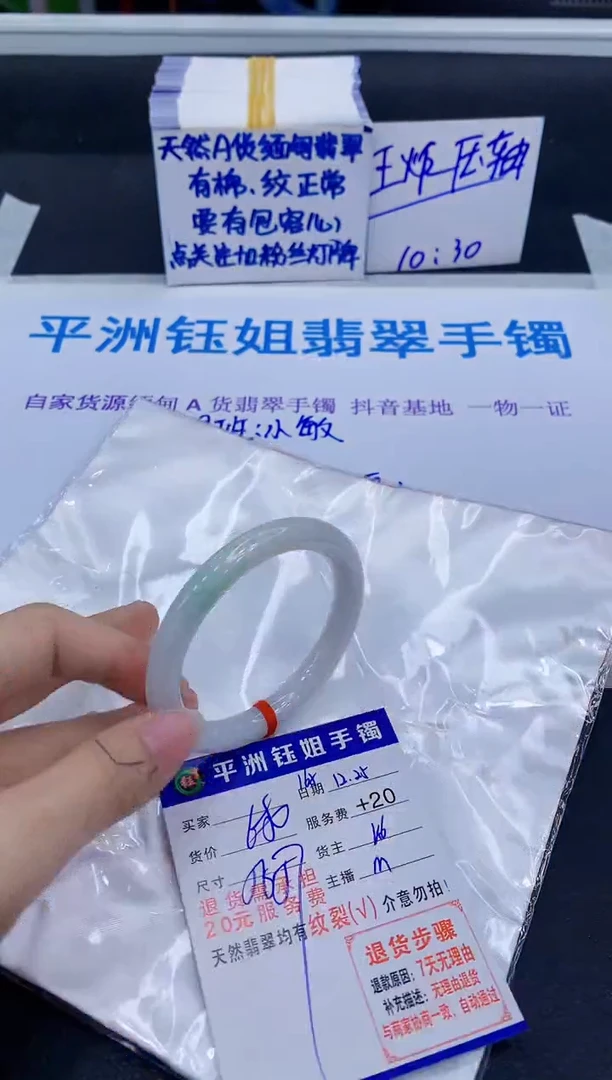 天然A货缅甸翡翠
有棉、纹正常
要有包容心
点关注加粉丝灯牌
王炸压轴
10:30
平洲钰姐翡翠手镯
自家货源缅甸A货翡翠手镯 抖音基地 一物一证
班:小敏
平洲钰姐手镯
钰
日期 12.25
买家
服务费 +20
货价
货主
尺寸
主播 m
退货需承担
20元服务费
天然翡翠均有纹裂(√)介意勿拍!
退货步骤
退款原因:7天无理由
补充描述:无理由退货
与商家协商一致,自动通过